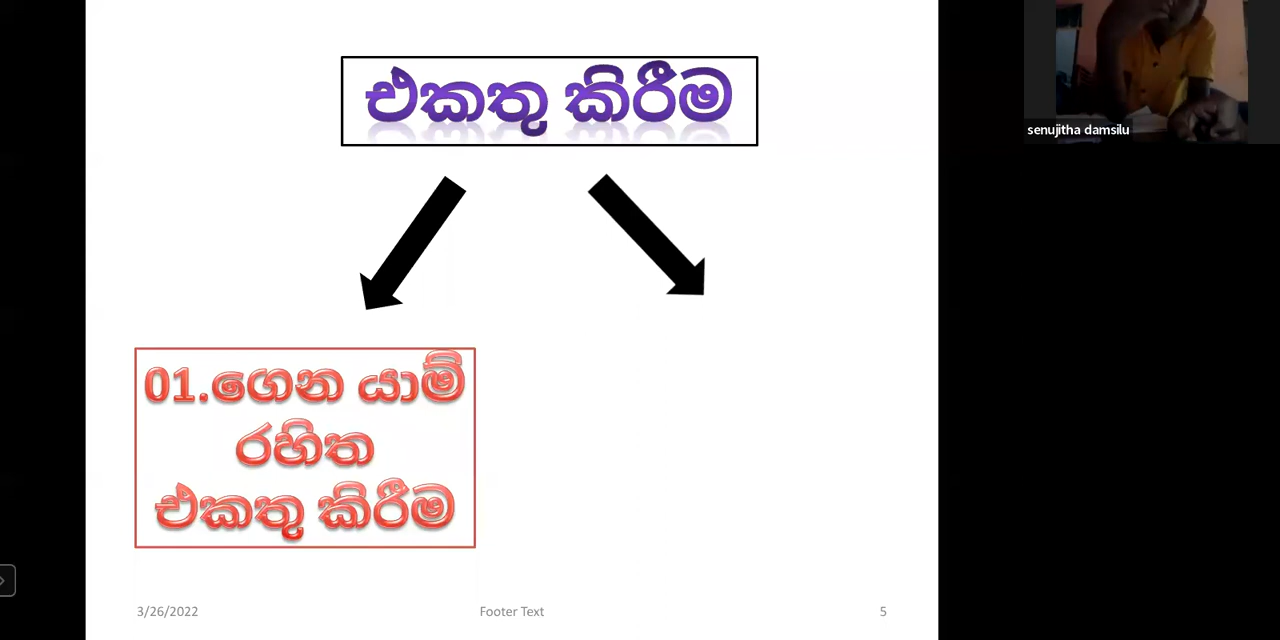 එකතු කිරීම
senujitha damsilu
01.ගෙන යාම්
රහිත
එකතු කිරීම
3/26/2022
Footer Text
5